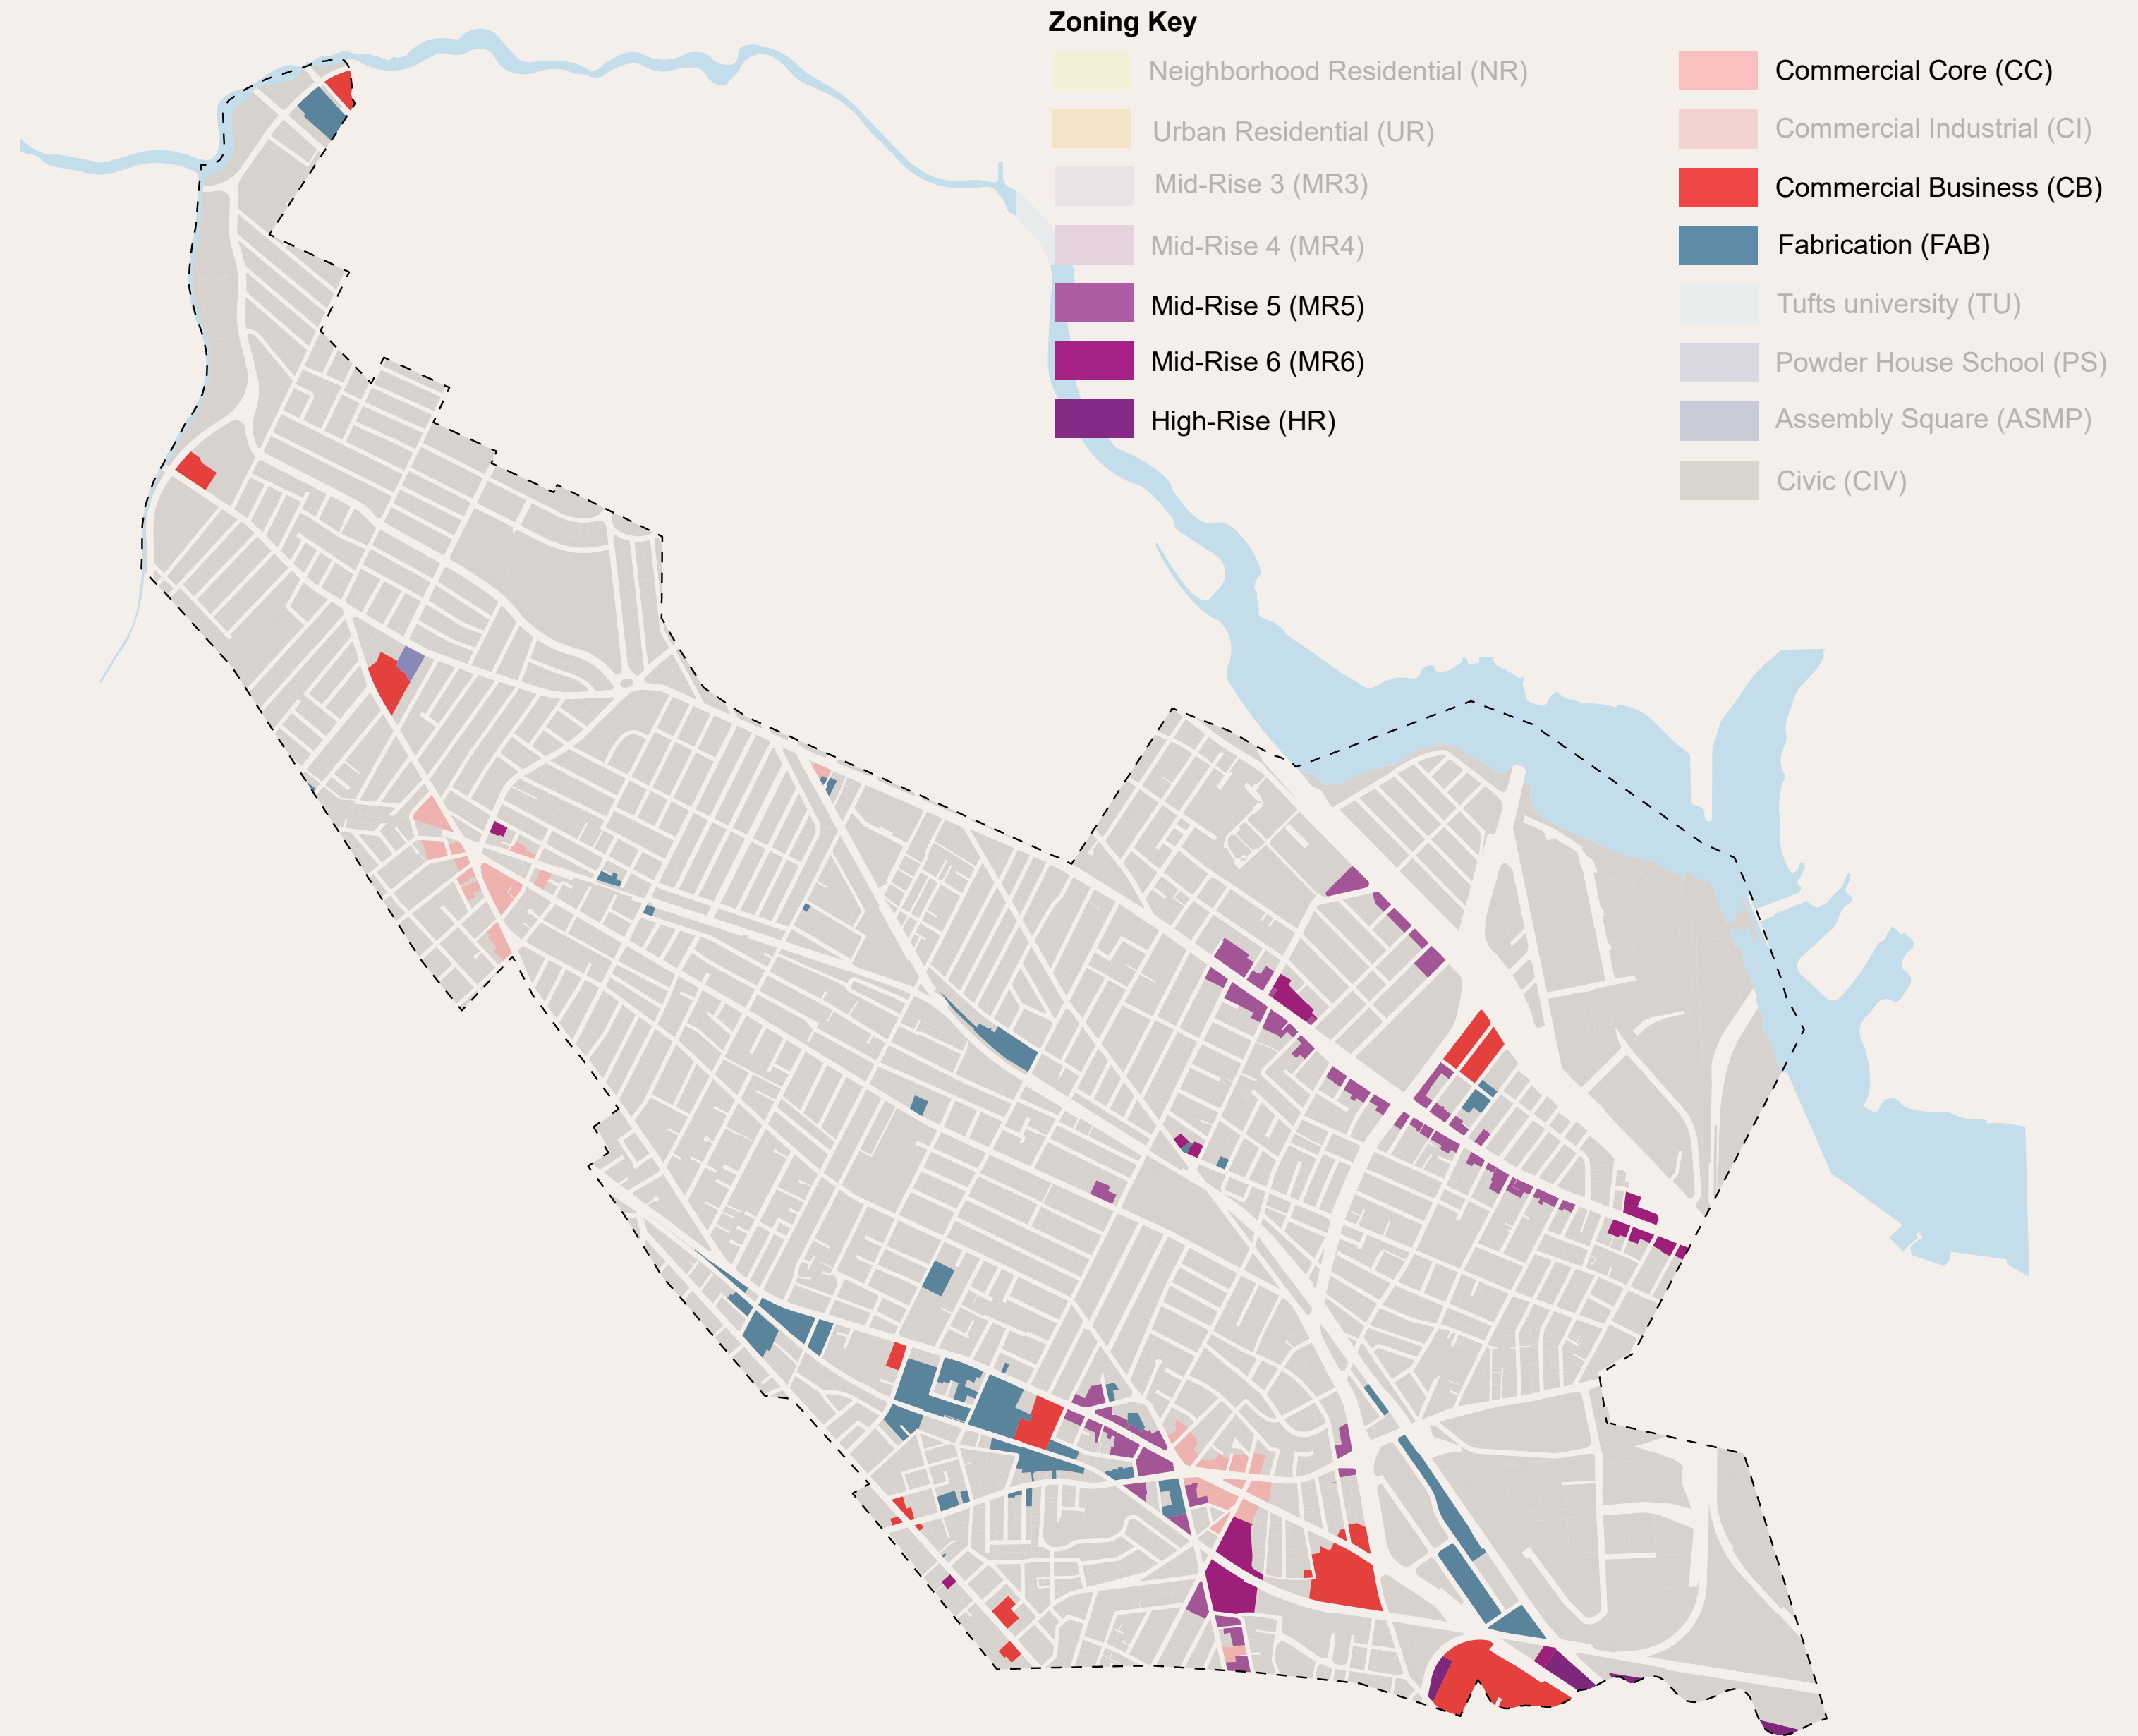 Zoning Key
Neighborhood Residential (NR)
Urban Residential (UR)
Mid-Rise 3 (MR3)
Mid-Rise 4 (MR4)
Mid-Rise 5 (MR5)
Mid-Rise 6 (MR6)
High-Rise (HR)
Commercial Core (CC)
Commercial Industrial (CI)
Commercial Business (CB)
Fabrication (FAB)
Tufts university (TU)
Powder House School (PS)
Assembly Square (ASMP)
Civic (CIV)